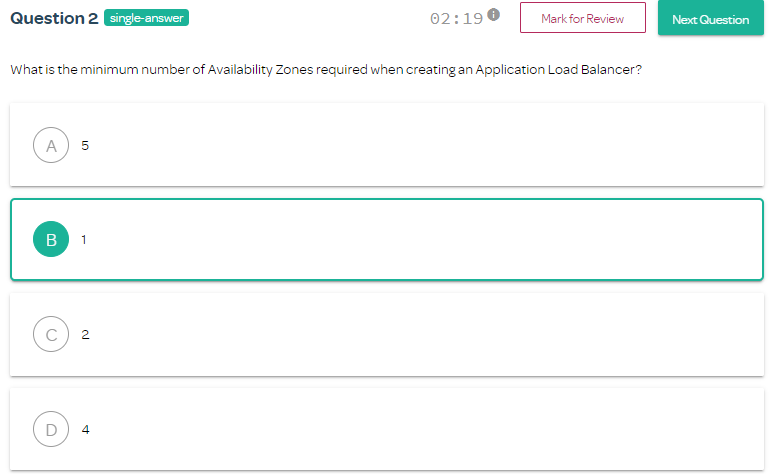 Question 2 single-answer 02:19 i Mark for Review Next Question
What is the minimum number of Availability Zones required when creating an Application Load Balancer?
A 5
B 1
C 2
D 4